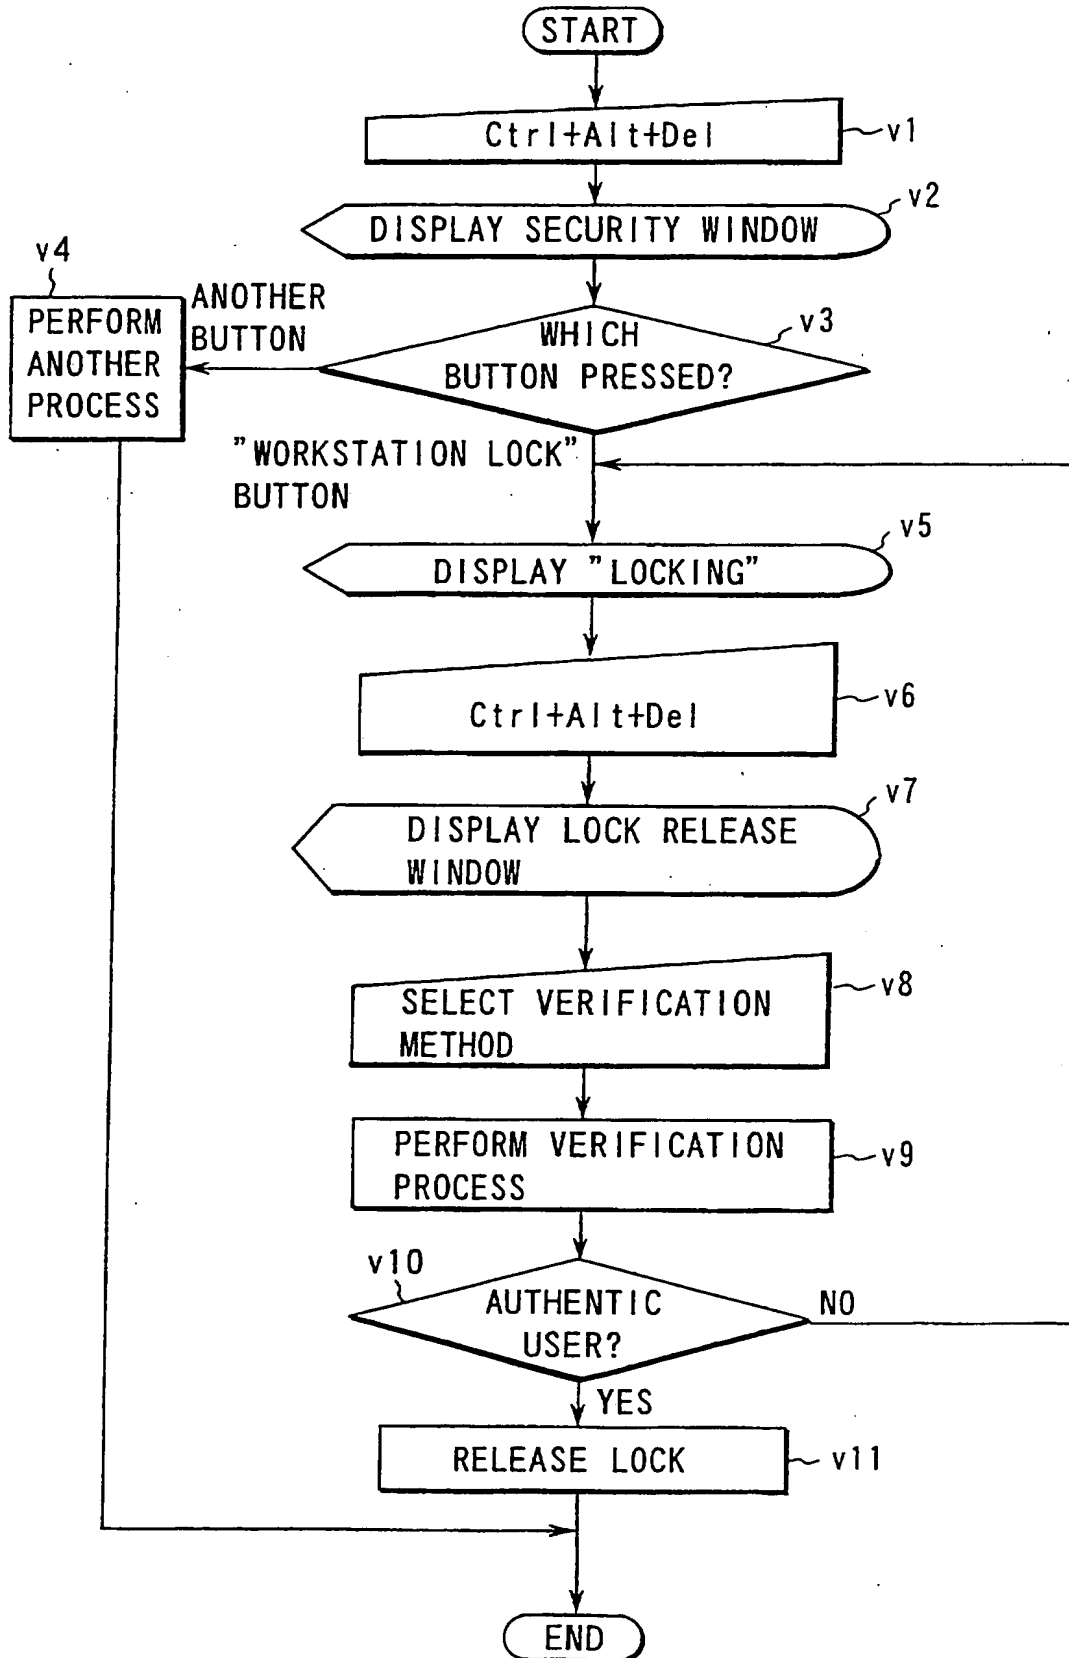 START
Ctrl+Alt+Del
v1
DISPLAY SECURITY WINDOW
v2
v4
PERFORM
ANOTHER
PROCESS
ANOTHER
BUTTON
WHICH
BUTTON PRESSED?
v3
"WORKSTATION LOCK"
BUTTON
DISPLAY "LOCKING"
v5
Ctrl+Alt+Del
v6
DISPLAY LOCK RELEASE
WINDOW
v7
SELECT VERIFICATION
METHOD
v8
PERFORM VERIFICATION
PROCESS
v9
v10
AUTHENTIC
USER?
NO
YES
RELEASE LOCK
v11
END